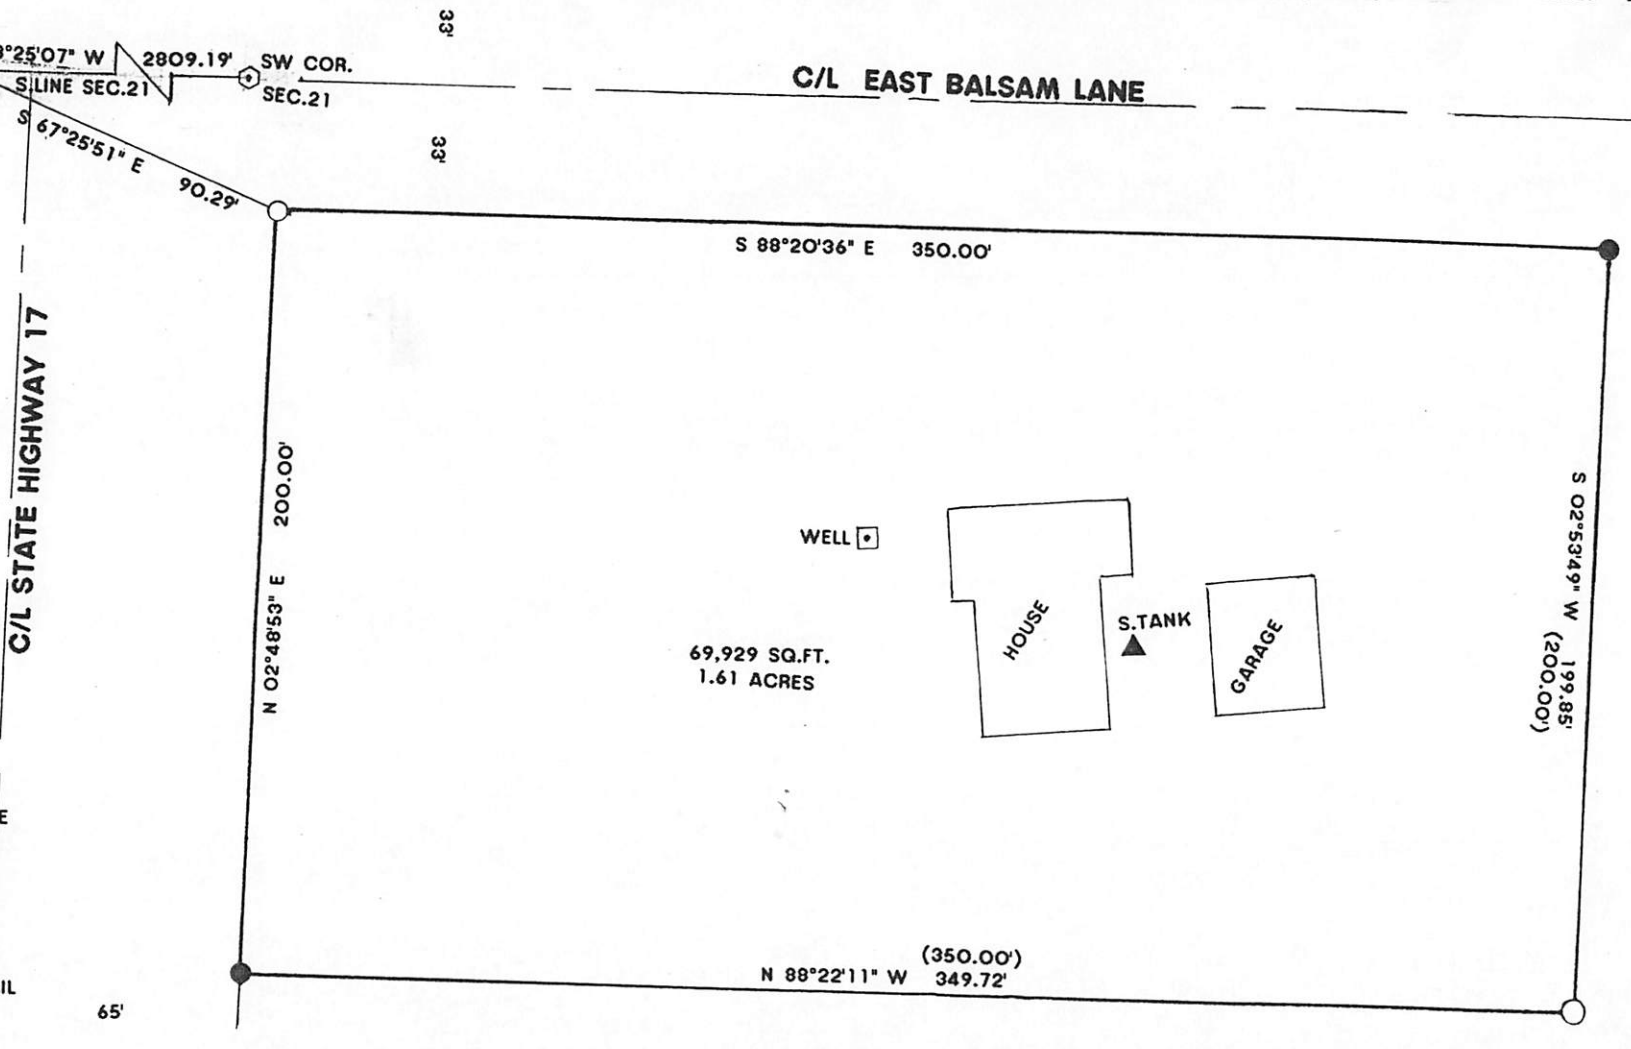 33'
8°25'07" W 2809.19' SW COR.
S.LINE SEC.21 SEC.21
C/L EAST BALSAM LANE
S 67°25'51" E 90.29'
33'
S 88°20'36" E 350.00'
C/L STATE HIGHWAY 17
N 02°48'53" E 200.00'
WELL
HOUSE
S.TANK
GARAGE
S 02°53'49" W 199.85'
(200.00')
69,929 SQ.FT.
1.61 ACRES
E
(350.00')
N 88°22'11" W 349.72'
IL
65'